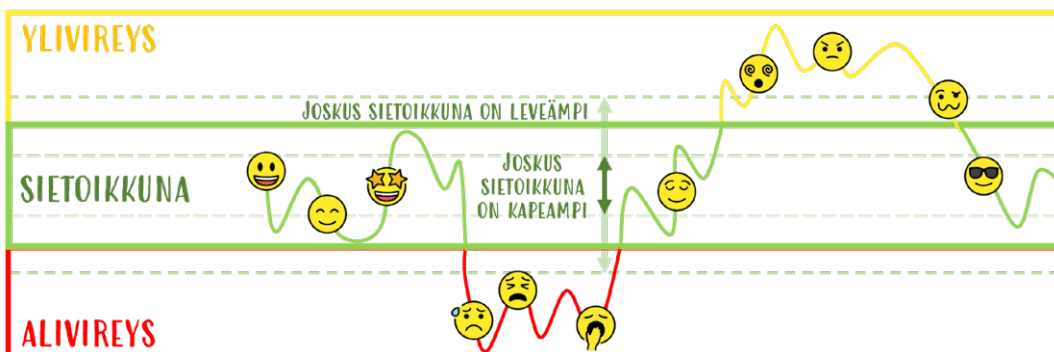 YLIVIREYS
JOSKUS SIETOIKKUNA ON LEVEÄMPI
JOSKUS
SIETOIKKUNA
ON KAPEAMPI
SIETOIKKUNA
ALIVIREYS